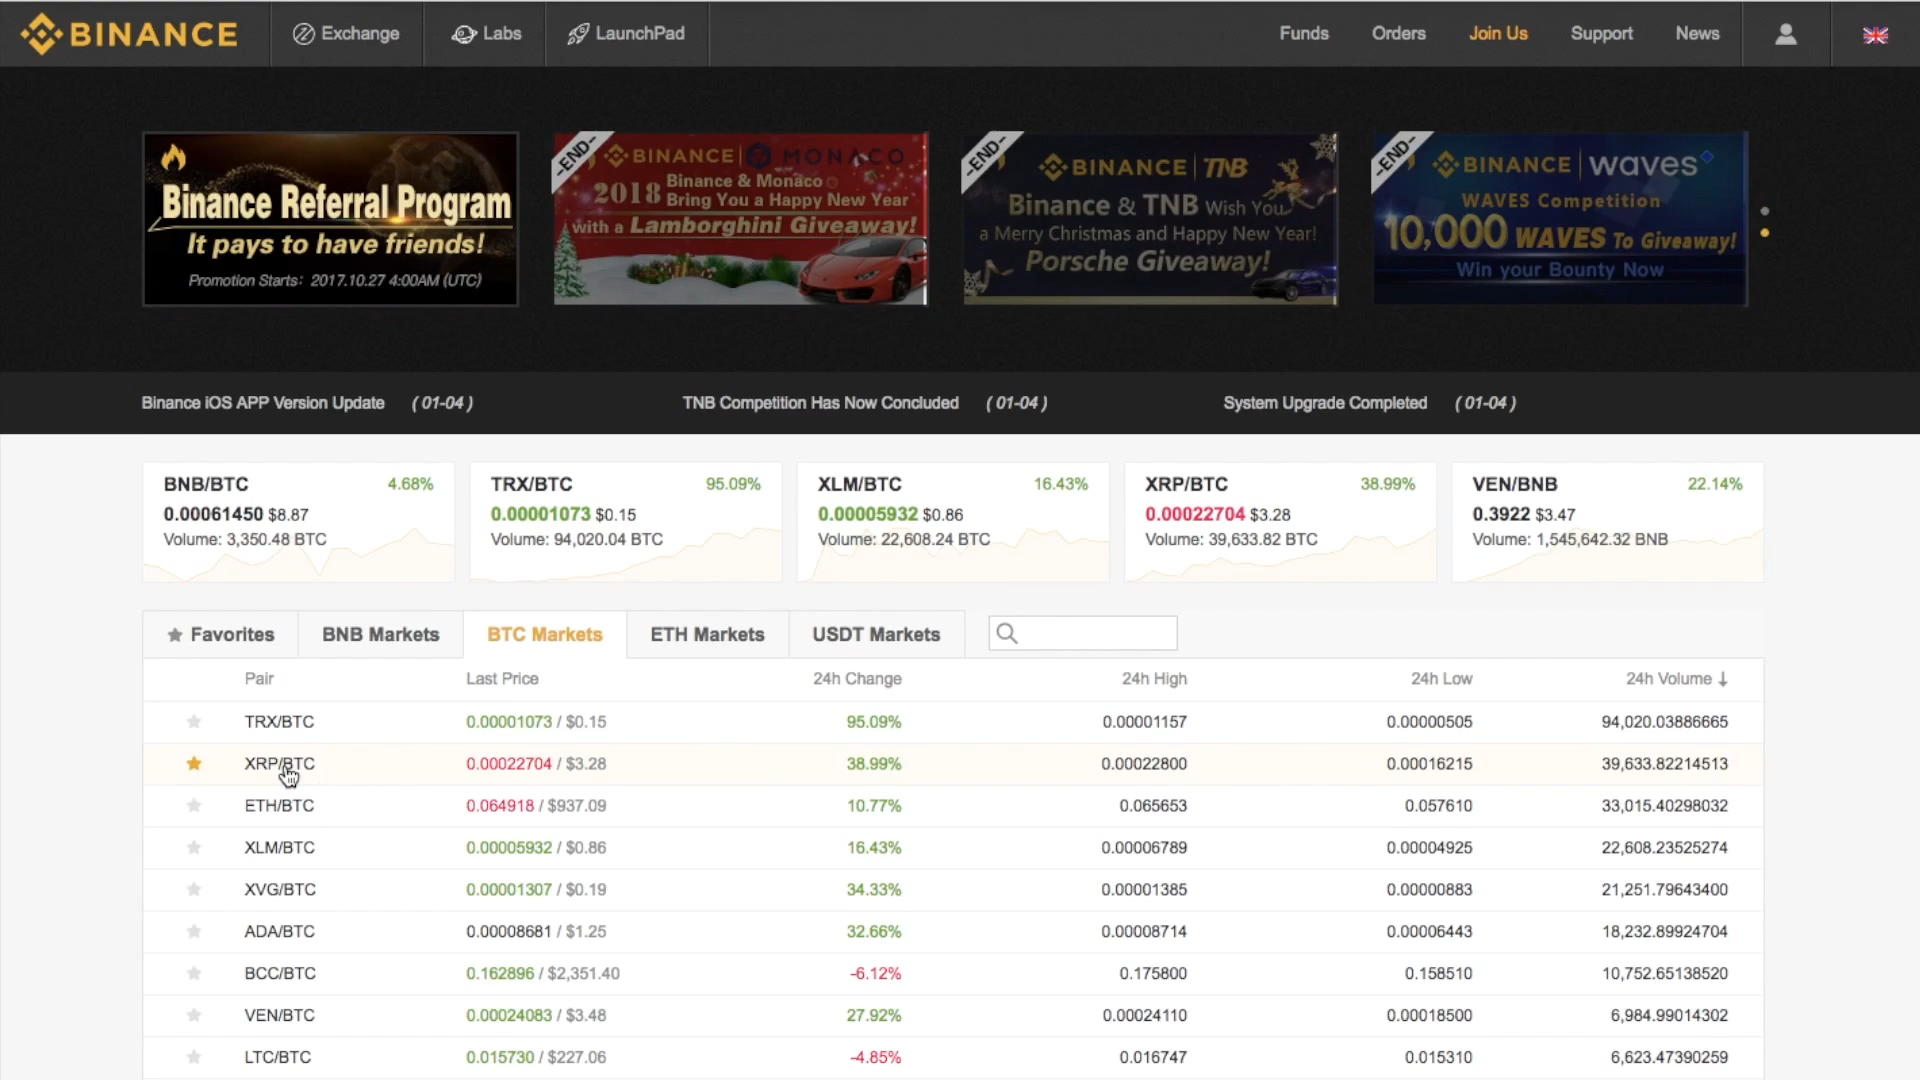 BINANCE Exchange Labs LaunchPad Funds Orders Join Us Support News
Binance Referral Program
It pays to have friends!
Promotion Starts: 2017.10.27 4:00AM (UTC)
-END-
BINANCE MONACO
2018 Binance & Monaco
Bring You a Happy New Year
with a Lamborghini Giveaway!
-END-
BINANCE TNB
Binance & TNB Wish You
a Merry Christmas and Happy New Year!
Porsche Giveaway!
-END-
BINANCE waves
WAVES Competition
10,000 WAVES To Giveaway!
Win your Bounty Now
Binance iOS APP Version Update ( 01-04 ) TNB Competition Has Now Concluded ( 01-04 ) System Upgrade Completed ( 01-04 )
BNB/BTC 4.68%
0.00061450 $8.87
Volume: 3,350.48 BTC
TRX/BTC 95.09%
0.00001073 $0.15
Volume: 94,020.04 BTC
XLM/BTC 16.43%
0.00005932 $0.86
Volume: 22,608.24 BTC
XRP/BTC 38.99%
0.00022704 $3.28
Volume: 39,633.82 BTC
VEN/BNB 22.14%
0.3922 $3.47
Volume: 1,545,642.32 BNB
Favorites BNB Markets BTC Markets ETH Markets USDT Markets
Pair Last Price 24h Change 24h High 24h Low 24h Volume ↓
TRX/BTC 0.00001073 / $0.15 95.09% 0.00001157 0.00000505 94,020.03886665
XRP/BTC 0.00022704 / $3.28 38.99% 0.00022800 0.00016215 39,633.82214513
ETH/BTC 0.064918 / $937.09 10.77% 0.065653 0.057610 33,015.40298032
XLM/BTC 0.00005932 / $0.86 16.43% 0.00006789 0.00004925 22,608.23525274
XVG/BTC 0.00001307 / $0.19 34.33% 0.00001385 0.00000883 21,251.79643400
ADA/BTC 0.00008681 / $1.25 32.66% 0.00008714 0.00006443 18,232.89924704
BCC/BTC 0.162896 / $2,351.40 -6.12% 0.175800 0.158510 10,752.65138520
VEN/BTC 0.00024083 / $3.48 27.92% 0.00024110 0.00018500 6,984.99014302
LTC/BTC 0.015730 / $227.06 -4.85% 0.016747 0.015310 6,623.47390259